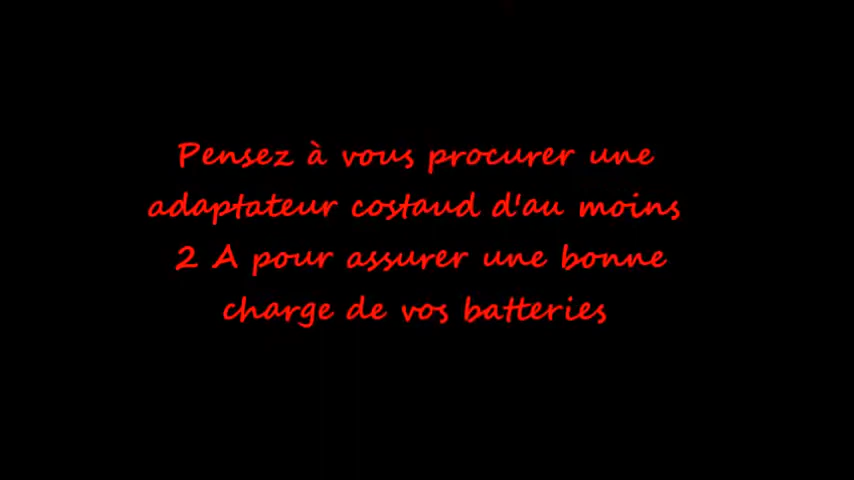 Pensez à vous procurer une
adaptateur costaud d'au moins
2 A pour assurer une bonne
charge de vos batteries